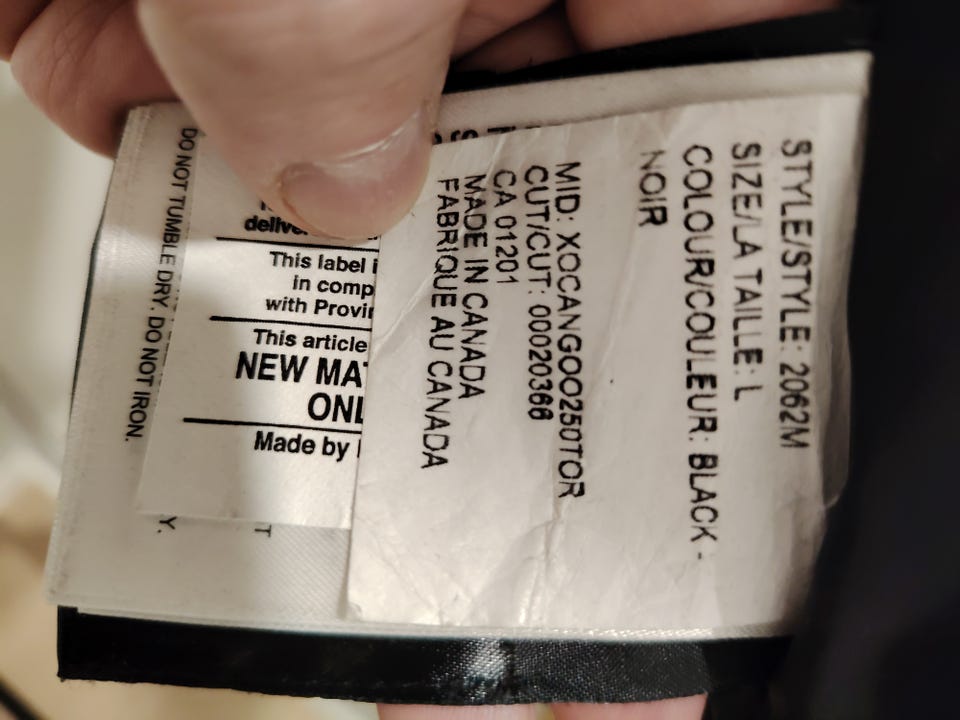 STYLE/STYLE: 2062M
SIZE/LA TAILLE: L
COLOUR/COULEUR: BLACK -
NOIR
MID: XOCANGOO250TOR
CUT/CUT: 00020366
CA 01201
MADE IN CANADA
FABRIQUE AU CANADA
This label
in comp
with Provin
This article
NEW MA
ONL
Made by
DO NOT TUMBLE DRY. DO NOT IRON.
Y.
T